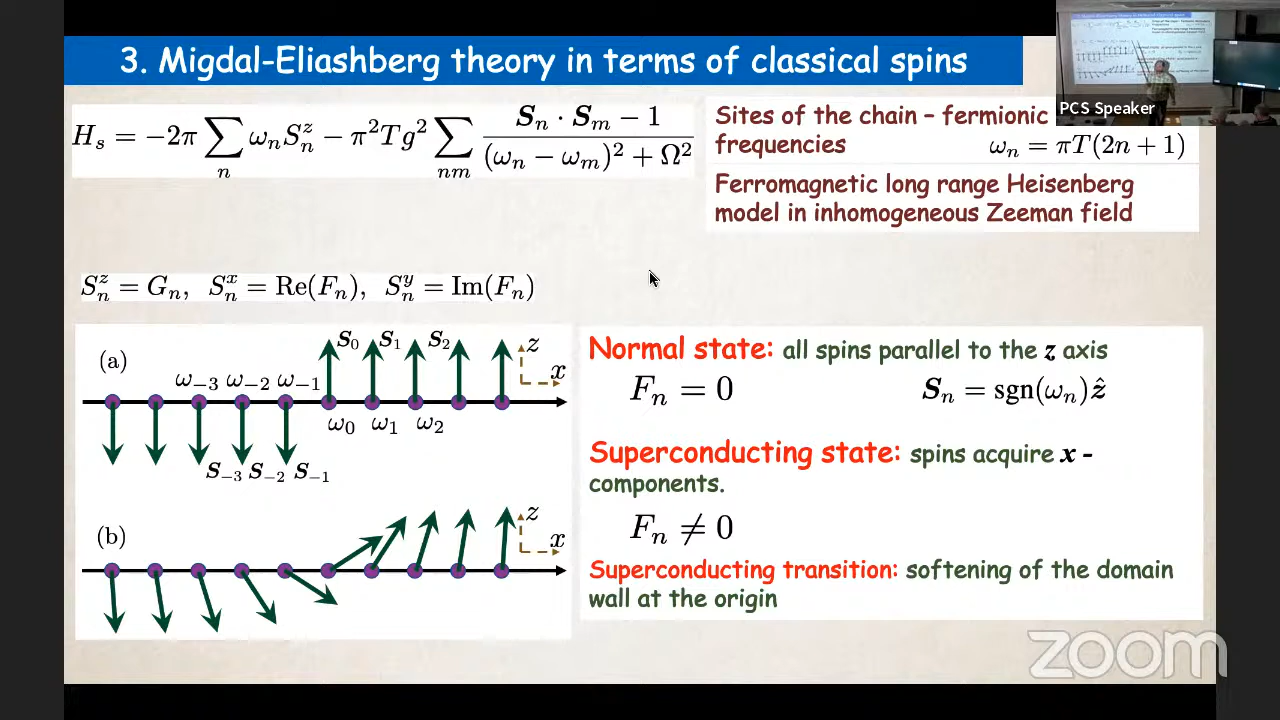 3. Migdal-Eliashberg theory in terms of classical spins
PCS Speaker
H_s = −2π ∑_n ω_n S_n^z − π²Tg² ∑_{nm} (S_n · S_m − 1) / ((ω_n − ω_m)² + Ω²)
Sites of the chain – fermionic
frequencies ω_n = πT(2n + 1)
Ferromagnetic long range Heisenberg
model in inhomogeneous Zeeman field
S_n^z = G_n, S_n^x = Re(F_n), S_n^y = Im(F_n)
(a) S_0 S_1 S_2 z
x
ω_{−3} ω_{−2} ω_{−1}
ω_0 ω_1 ω_2
S_{−3} S_{−2} S_{−1}
(b) z
x
Normal state: all spins parallel to the z axis
F_n = 0 S_n = sgn(ω_n)ẑ
Superconducting state: spins acquire x -
components.
F_n ≠ 0
Superconducting transition: softening of the domain
wall at the origin
zoom